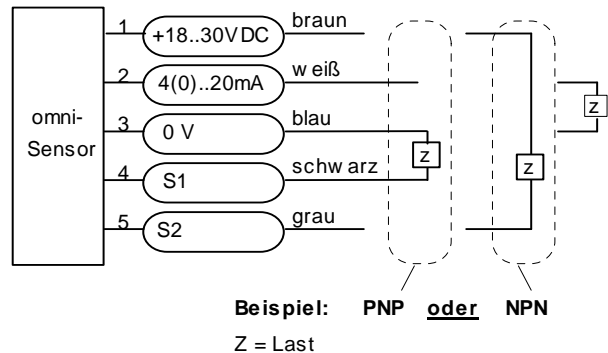 1 +18..30VDC braun
2 4(0)..20mA weiß
omni-
Sensor
3 0 V blau
z
z
z
4 S1 schwarz
5 S2 grau
Beispiel: PNP oder NPN
Z = Last